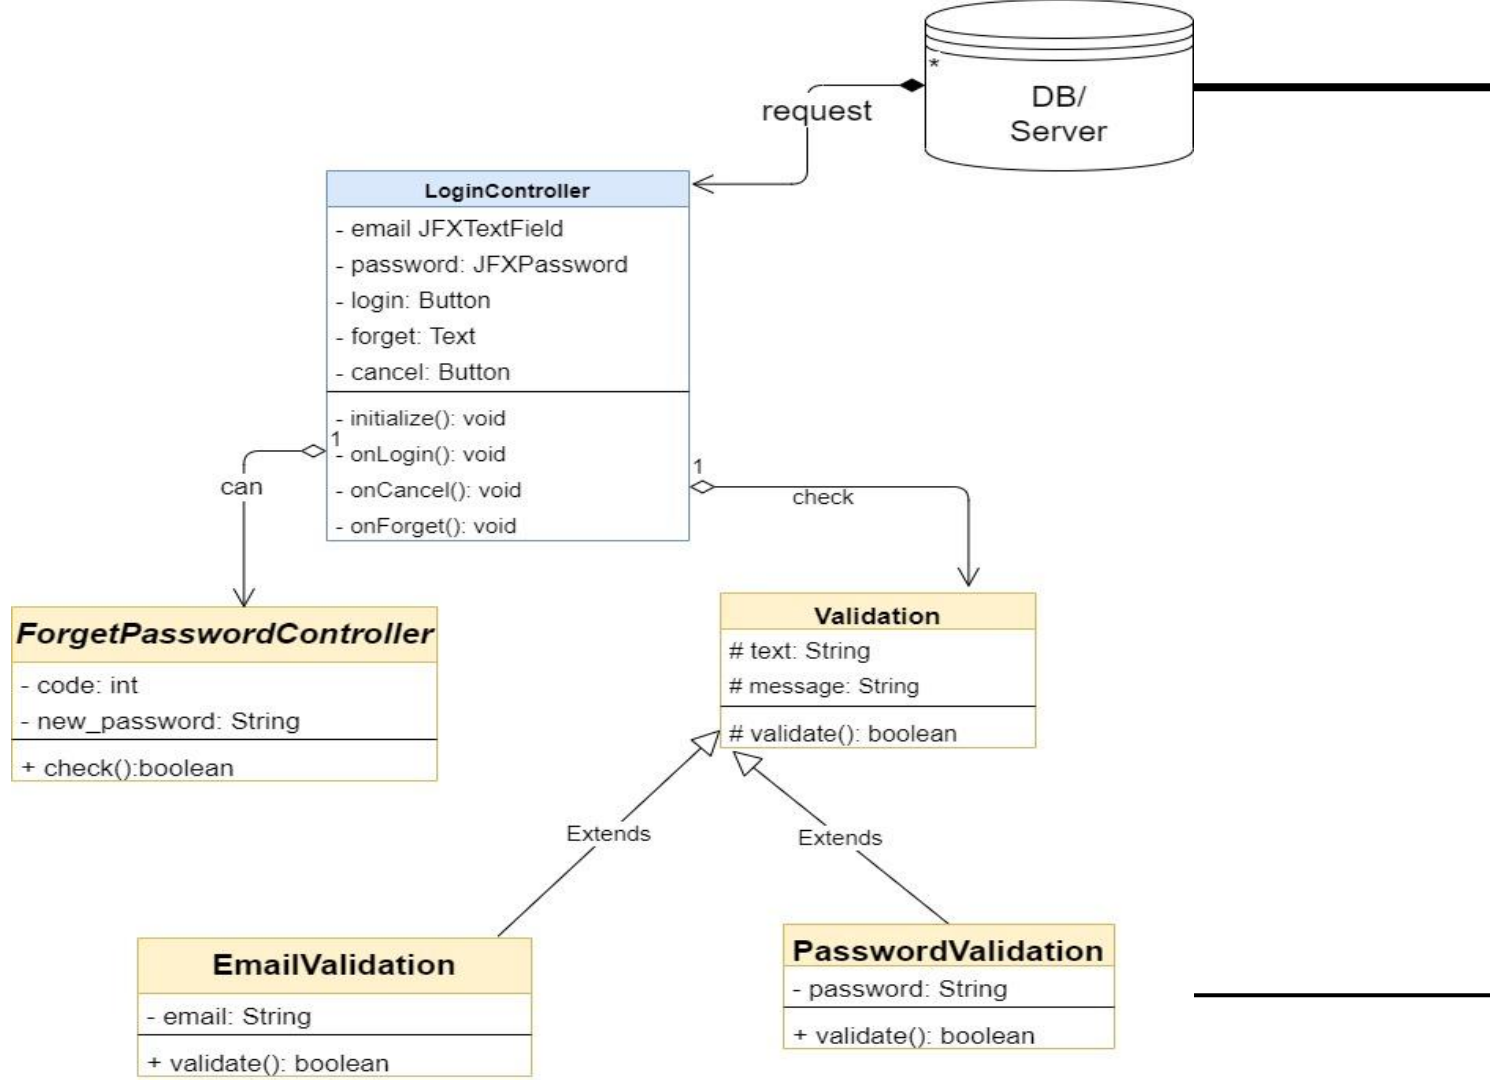 *
DB/
Server
request
LoginController
- email JFXTextField
- password: JFXPassword
- login: Button
- forget: Text
- cancel: Button
- initialize(): void
1
- onLogin(): void
- onCancel(): void
- onForget(): void
can
1
check
ForgetPasswordController
- code: int
- new_password: String
+ check():boolean
Validation
# text: String
# message: String
# validate(): boolean
Extends
Extends
EmailValidation
- email: String
+ validate(): boolean
PasswordValidation
- password: String
+ validate(): boolean